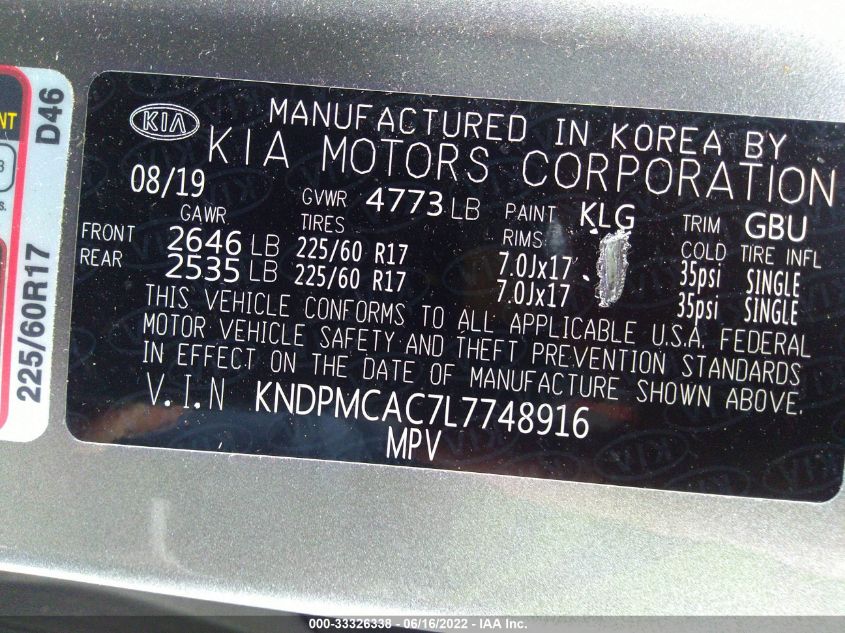 KIA
MANUFACTURED IN KOREA BY
KIA MOTORS CORPORATION
08/19 GVWR 4773 LB PAINT KLG TRIM GBU
GAWR TIRES RIMS COLD TIRE INFL
FRONT 2646 LB 225/60 R17 7.0Jx17 35psi SINGLE
REAR 2535 LB 225/60 R17 7.0Jx17 35psi SINGLE
THIS VEHICLE CONFORMS TO ALL APPLICABLE U.S.A. FEDERAL
MOTOR VEHICLE SAFETY AND THEFT PREVENTION STANDARDS
IN EFFECT ON THE DATE OF MANUFACTURE SHOWN ABOVE.
V.I.N KNDPMCAC7L7748916
MPV
225/60R17 D46
NT
3
s.
000-33326338 - 06/16/2022 - IAA Inc.